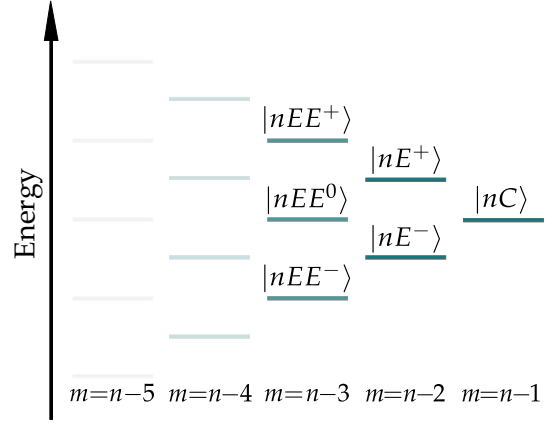 |nEE⁺⟩
|nE⁺⟩
|nEE⁰⟩
|nC⟩
|nE⁻⟩
|nEE⁻⟩
Energy
m=n−5 m=n−4 m=n−3 m=n−2 m=n−1